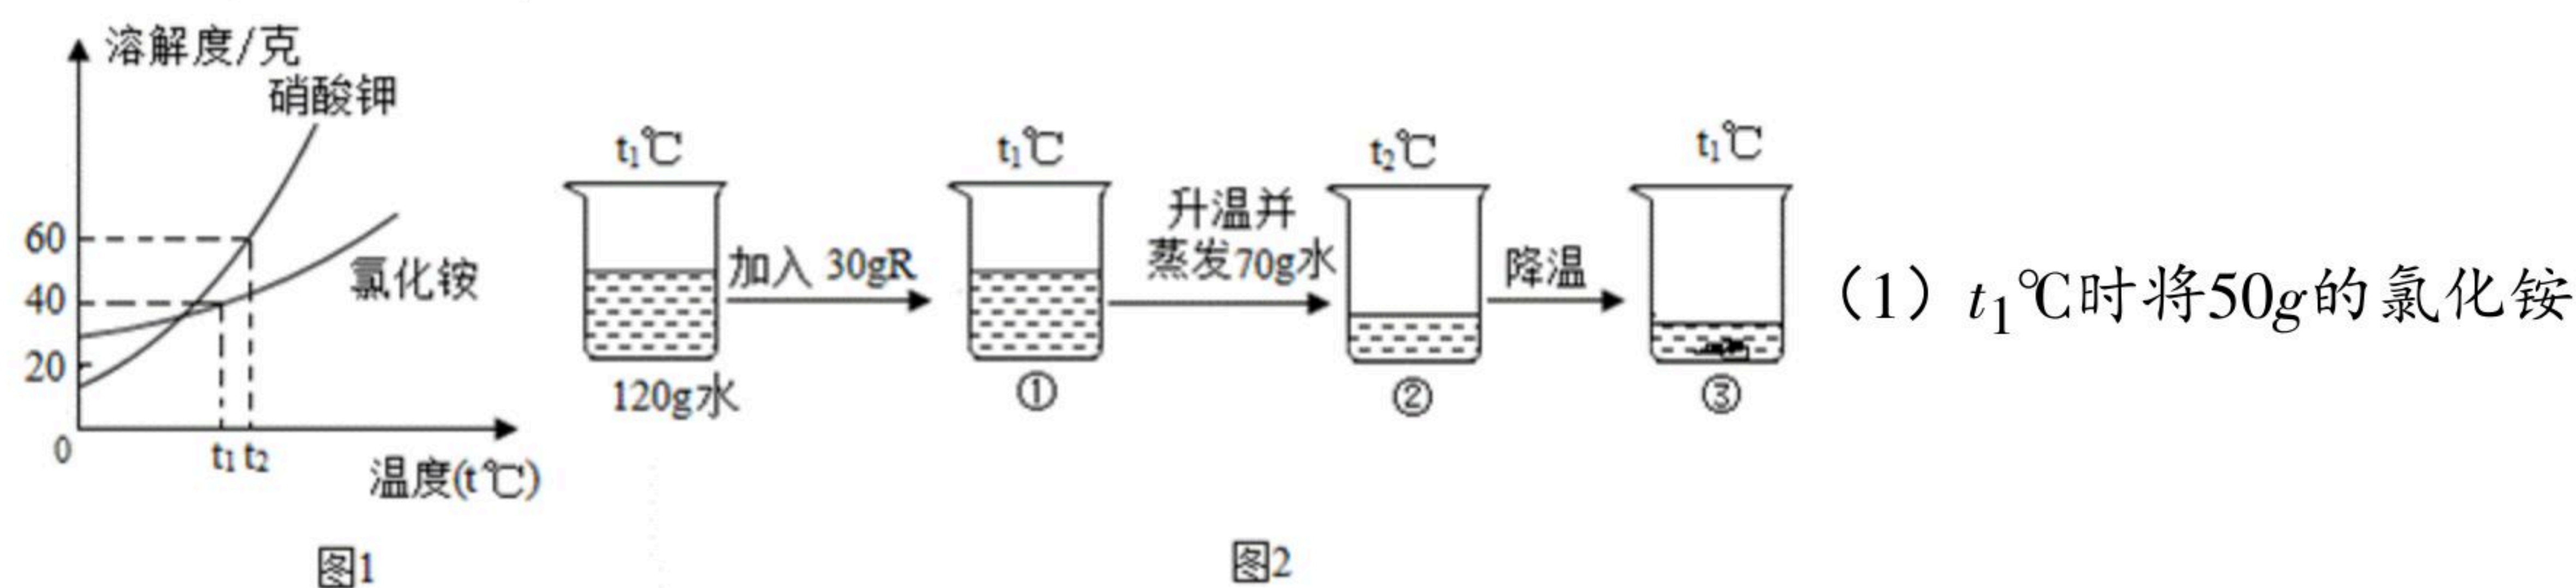 溶解度/克
硝酸钾
60
40
20
0
氯化铵
t₁ t₂
温度(t℃)
图1
t₁℃
120g水
加入 30gR
t₁℃
①
升温并
蒸发70g水
t₂℃
②
降温
t₁℃
③
图2
（1）t₁℃时将50g的氯化铵